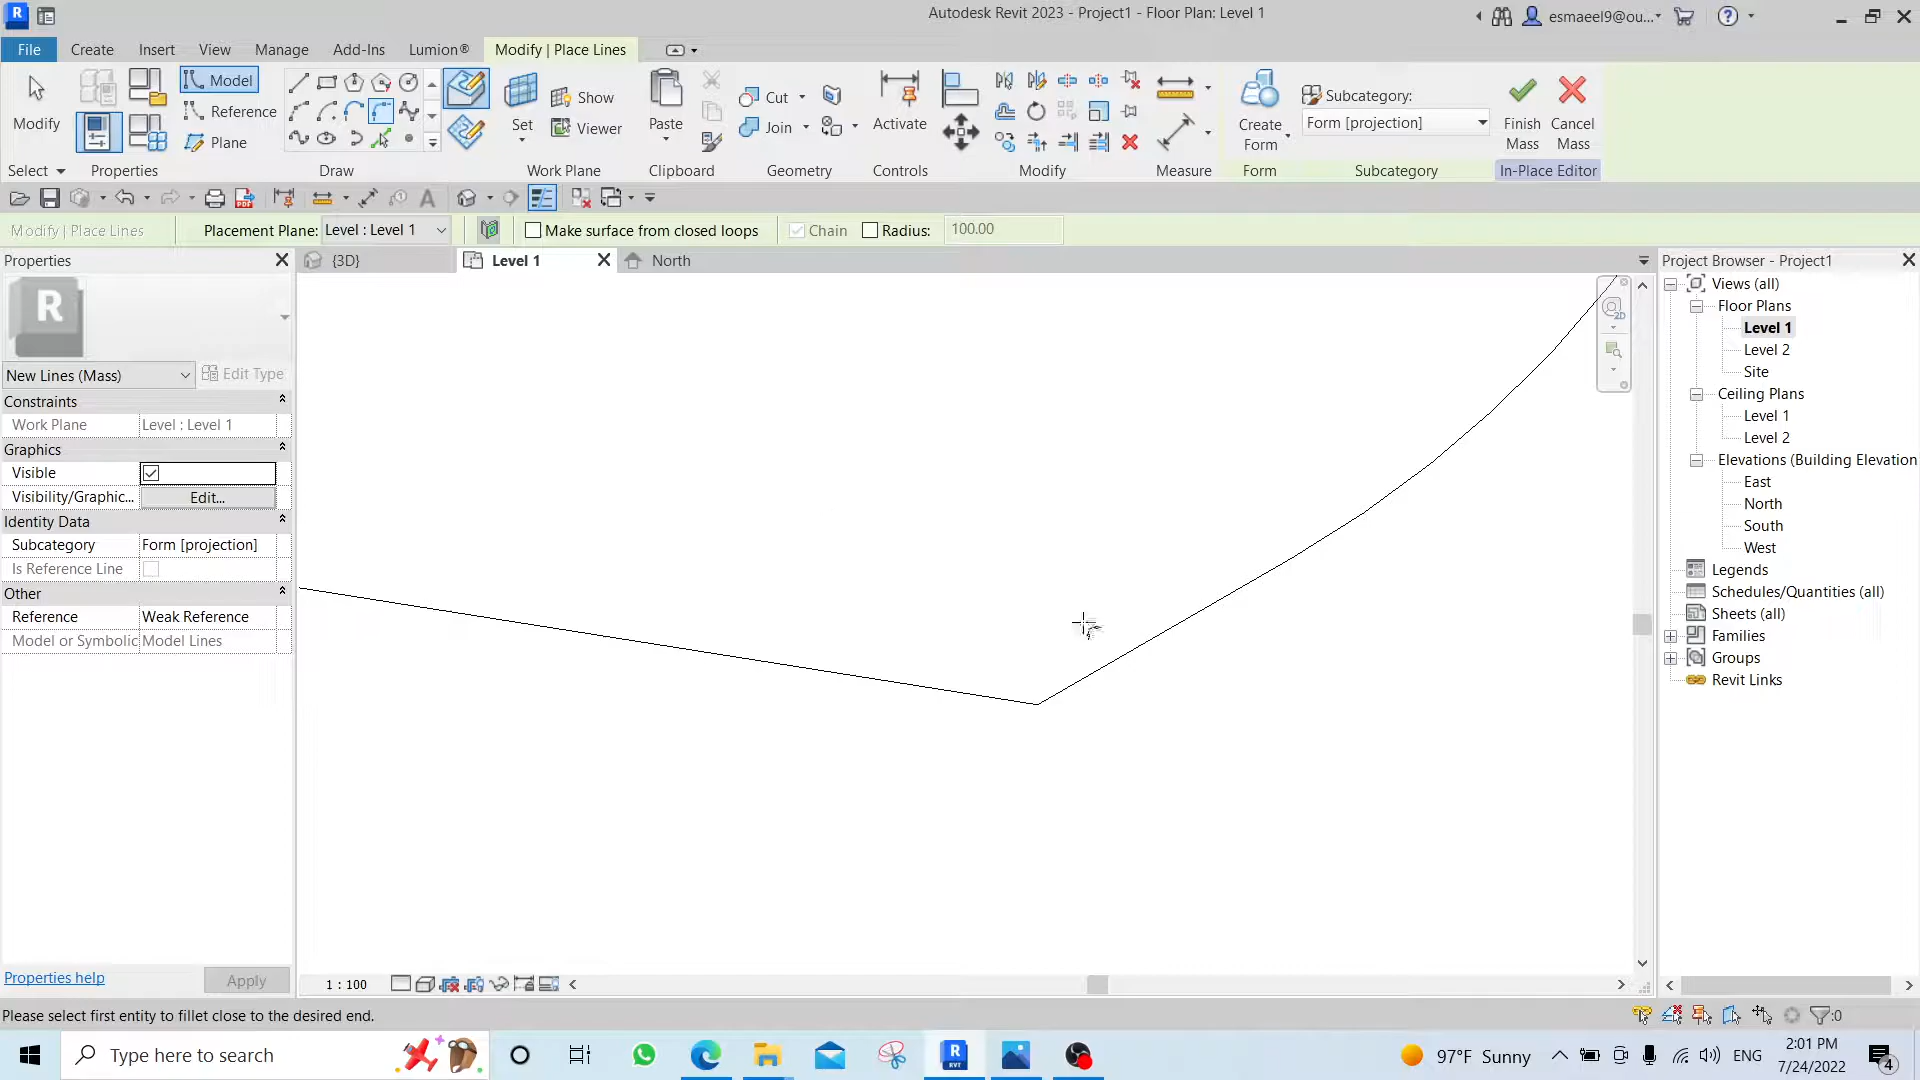 Autodesk Revit 2023 - Project1 - Floor Plan: Level 1
esmaeel9@ou...
File Create Insert View Manage Add-Ins Lumion® Modify | Place Lines
Modify
Model
Reference
Plane
Set
Show
Viewer
Paste
Cut
Join
Activate
Create
Form
Subcategory:
Form [projection]
Finish
Mass
Cancel
Mass
Select Properties Draw Work Plane Clipboard Geometry Controls Modify Measure Form Subcategory In-Place Editor
Modify | Place Lines Placement Plane: Level : Level 1 Make surface from closed loops Chain Radius: 100.00
Properties
{3D} Level 1 North
Project Browser - Project1
R
New Lines (Mass) Edit Type
Constraints
Work Plane Level : Level 1
Graphics
Visible
Visibility/Graphic... Edit...
Identity Data
Subcategory Form [projection]
Is Reference Line
Other
Reference Weak Reference
Model or Symbolic Model Lines
Properties help Apply
2D
Views (all)
Floor Plans
Level 1
Level 2
Site
Ceiling Plans
Level 1
Level 2
Elevations (Building Elevation
East
North
South
West
Legends
Schedules/Quantities (all)
Sheets (all)
Families
Groups
Revit Links
1 : 100
Please select first entity to fillet close to the desired end.
:0
Type here to search
R
RVT
97°F Sunny
ENG
2:01 PM
7/24/2022
4